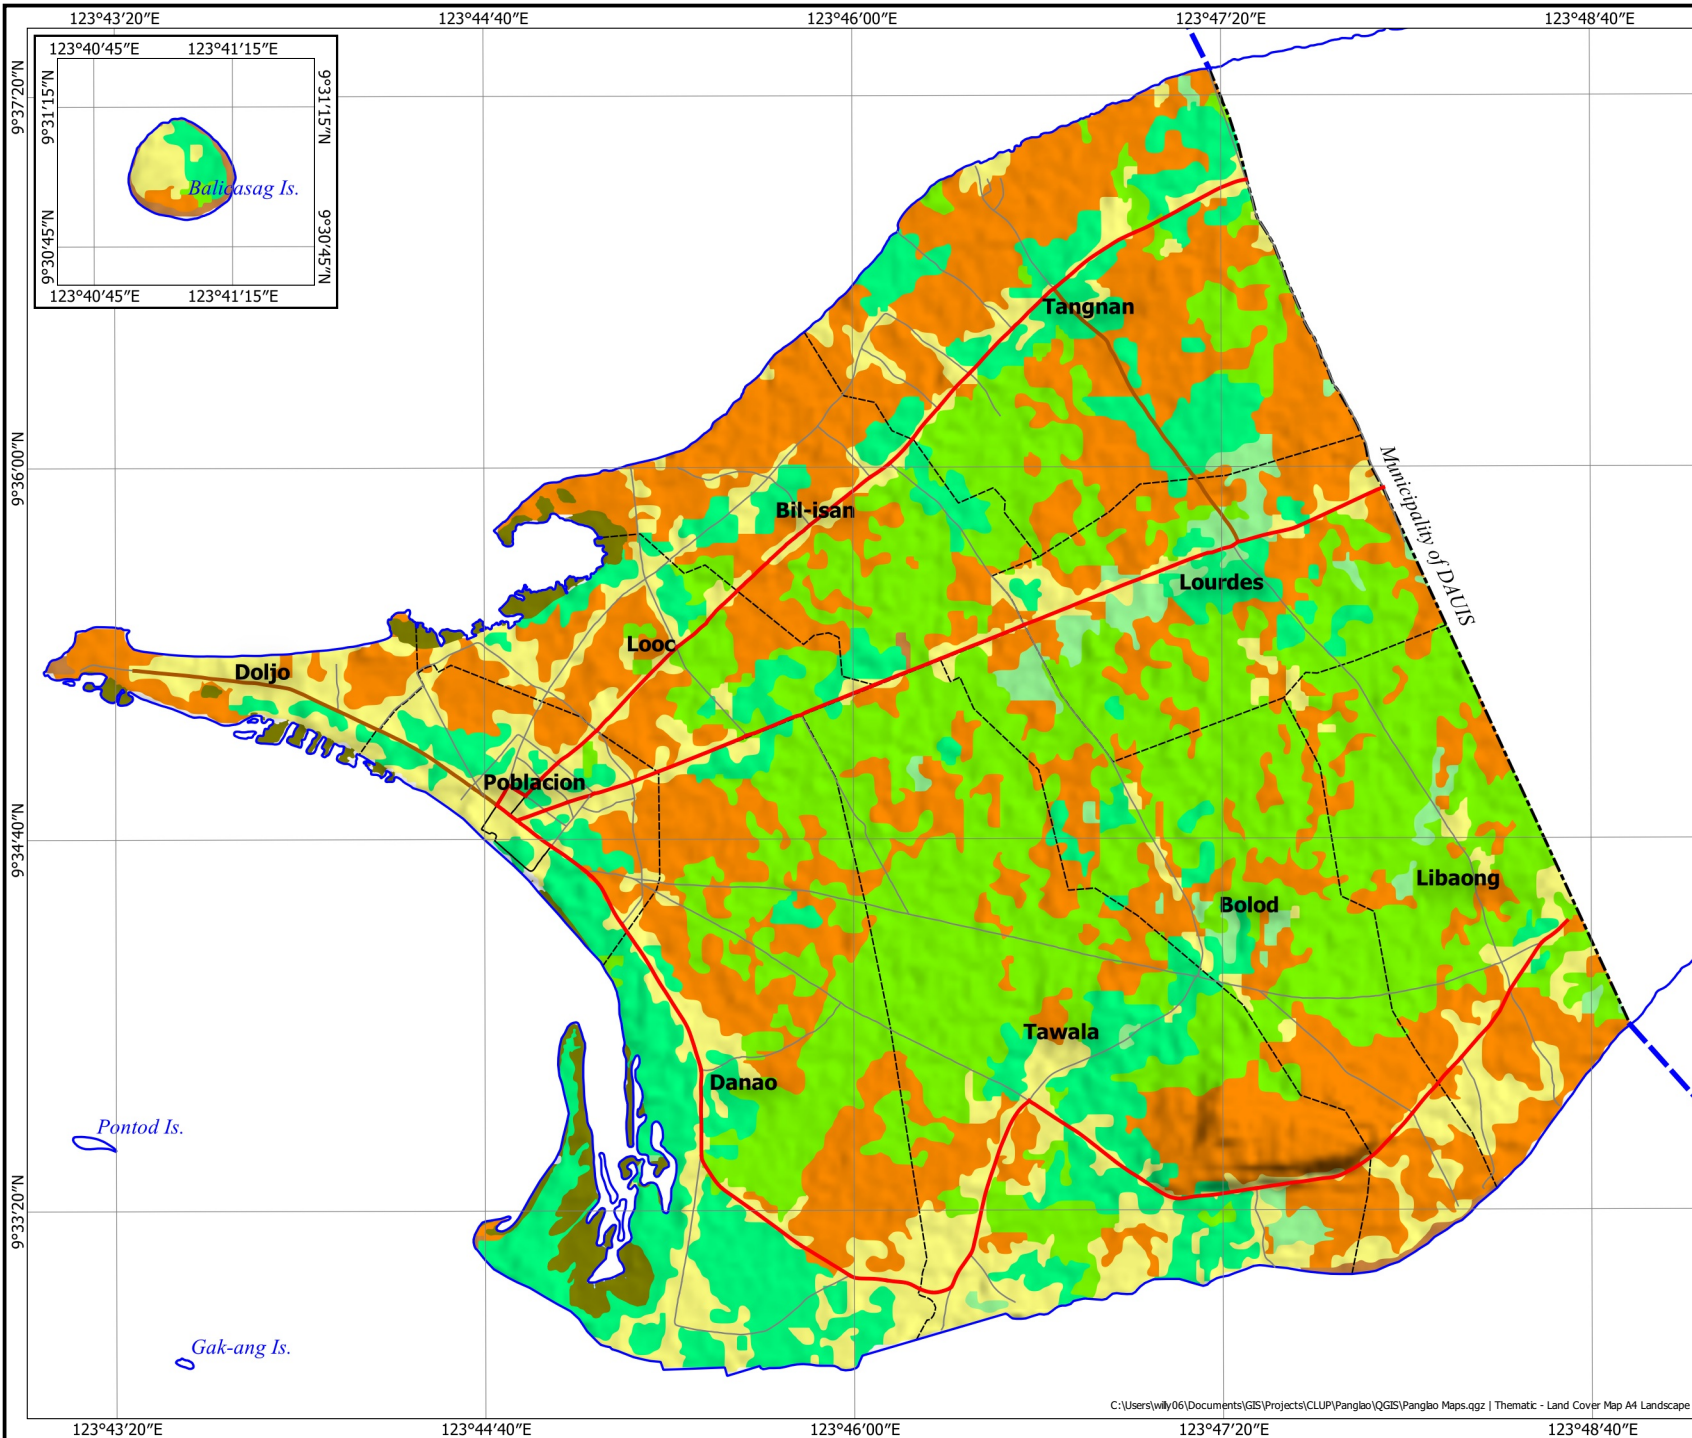 123°43’20”E 123°44’40”E 123°46’00”E 123°47’20”E 123°48’40”E
123°40’45”E 123°41’15”E
9°31’15”N 9°31’15”N
Balicasag Is.
9°30’45”N 9°30’45”N
123°40’45”E 123°41’15”E
9°37’20”N
Tangnan
9°36’00”N
Municipality of DAUIS
Bil-isan
Lourdes
Looc
Doljo
Poblacion
9°34’40”N
Libaong
Bolod
Tawala
Danao
Pontod Is.
9°33’20”N
Gak-ang Is.
C:\Users\willy06\Documents\GIS\Projects\CLUP\Panglao\QGIS\Panglao Maps.qgz | Thematic - Land Cover Map A4 Landscape
123°43’20”E 123°44’40”E 123°46’00”E 123°47’20”E 123°48’40”E